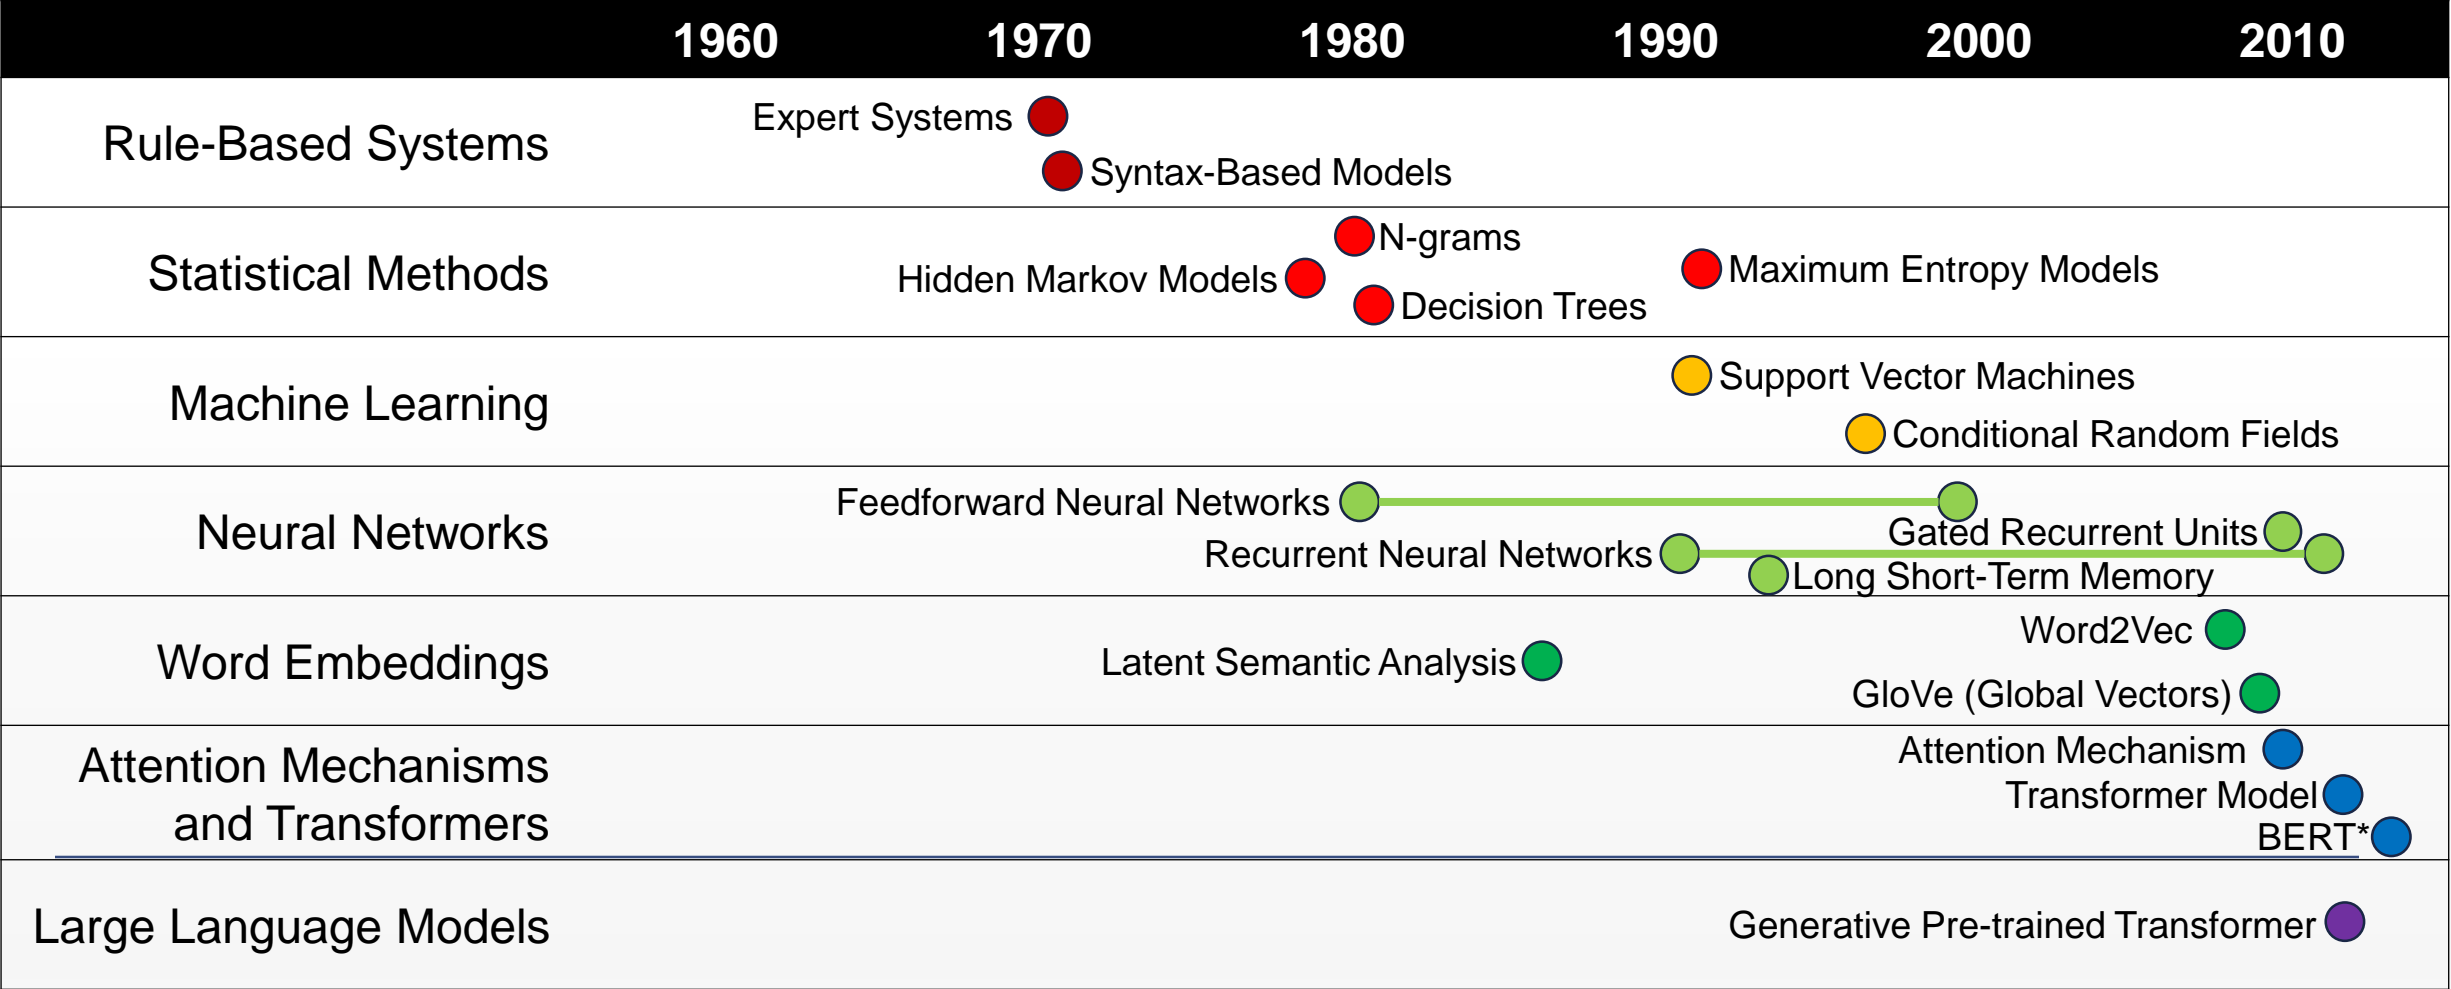 1960 1970 1980 1990 2000 2010
Rule-Based Systems
Expert Systems
Syntax-Based Models
Statistical Methods
N-grams
Hidden Markov Models
Maximum Entropy Models
Decision Trees
Machine Learning
Support Vector Machines
Conditional Random Fields
Neural Networks
Feedforward Neural Networks
Gated Recurrent Units
Recurrent Neural Networks
Long Short-Term Memory
Word Embeddings
Word2Vec
Latent Semantic Analysis
GloVe (Global Vectors)
Attention Mechanisms
and Transformers
Attention Mechanism
Transformer Model
BERT*
Large Language Models
Generative Pre-trained Transformer